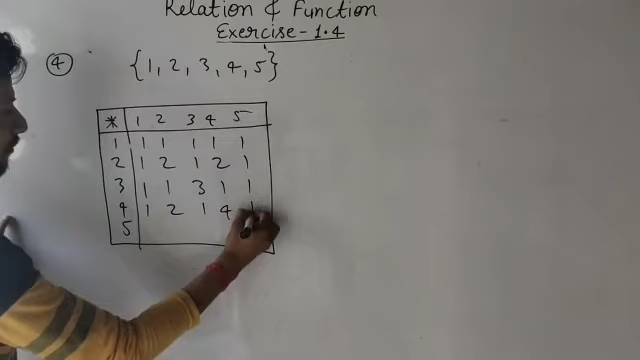 Relation & Function
Exercise-1.4
④ {1, 2, 3, 4, 5}
* 1 2 3 4 5
1 1 1 1 1 1
2 1 2 1 2 1
3 1 1 3 1 1
4 1 2 1 4 1
5